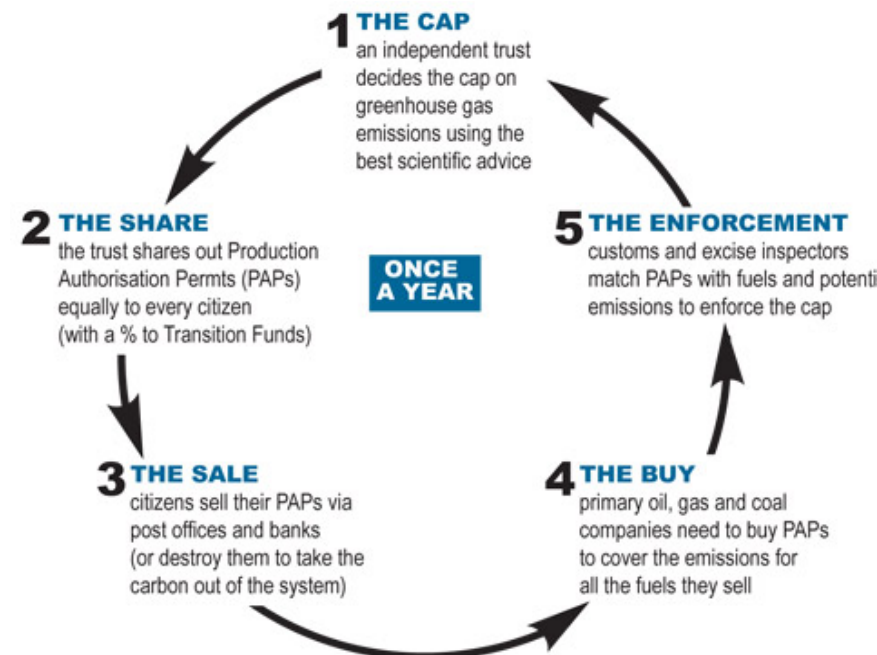 1 THE CAP
an independent trust
decides the cap on
greenhouse gas
emissions using the
best scientific advice
2 THE SHARE
the trust shares out Production
Authorisation Permts (PAPs)
equally to every citizen
(with a % to Transition Funds)
3 THE SALE
citizens sell their PAPs via
post offices and banks
(or destroy them to take the
carbon out of the system)
4 THE BUY
primary oil, gas and coal
companies need to buy PAPs
to cover the emissions for
all the fuels they sell
5 THE ENFORCEMENT
customs and excise inspectors
match PAPs with fuels and potenti
emissions to enforce the cap
ONCE
A YEAR